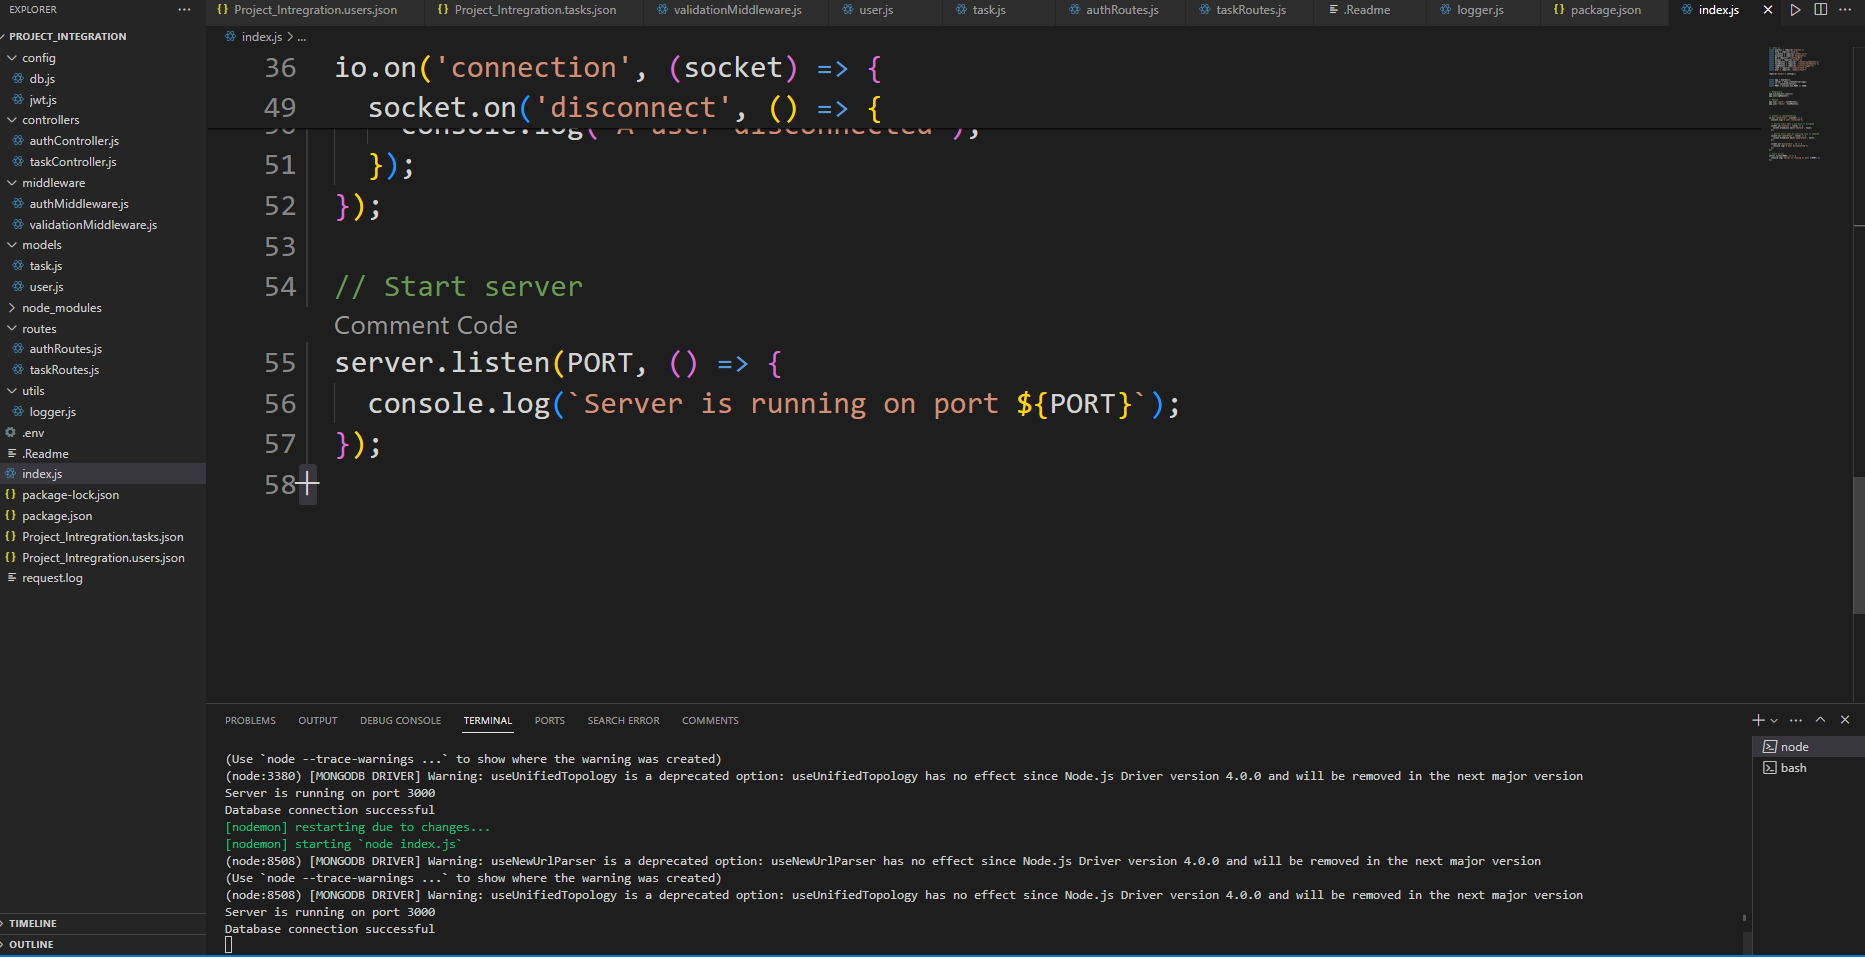 EXPLORER
PROJECT_INTEGRATION
config
db.js
jwt.js
controllers
authController.js
taskController.js
middleware
authMiddleware.js
validationMiddleware.js
models
task.js
user.js
node_modules
routes
authRoutes.js
taskRoutes.js
utils
logger.js
.env
.Readme
index.js
package-lock.json
package.json
Project_Intregration.tasks.json
Project_Intregration.users.json
request.log
TIMELINE
OUTLINE
Project_Intregration.users.json Project_Intregration.tasks.json validationMiddleware.js user.js task.js authRoutes.js taskRoutes.js .Readme logger.js package.json index.js
index.js > ...
36 io.on('connection', (socket) => {
49 socket.on('disconnect', () => {
50 console.log('A user disconnected');
51 });
52 });
53
54 // Start server
Comment Code
55 server.listen(PORT, () => {
56 console.log(`Server is running on port ${PORT}`);
57 });
58
PROBLEMS OUTPUT DEBUG CONSOLE TERMINAL PORTS SEARCH ERROR COMMENTS
(Use `node --trace-warnings ...` to show where the warning was created)
(node:3380) [MONGODB DRIVER] Warning: useUnifiedTopology is a deprecated option: useUnifiedTopology has no effect since Node.js Driver version 4.0.0 and will be removed in the next major version
Server is running on port 3000
Database connection successful
[nodemon] restarting due to changes...
[nodemon] starting `node index.js`
(node:8508) [MONGODB DRIVER] Warning: useNewUrlParser is a deprecated option: useNewUrlParser has no effect since Node.js Driver version 4.0.0 and will be removed in the next major version
(Use `node --trace-warnings ...` to show where the warning was created)
(node:8508) [MONGODB DRIVER] Warning: useUnifiedTopology is a deprecated option: useUnifiedTopology has no effect since Node.js Driver version 4.0.0 and will be removed in the next major version
Server is running on port 3000
Database connection successful
node
bash